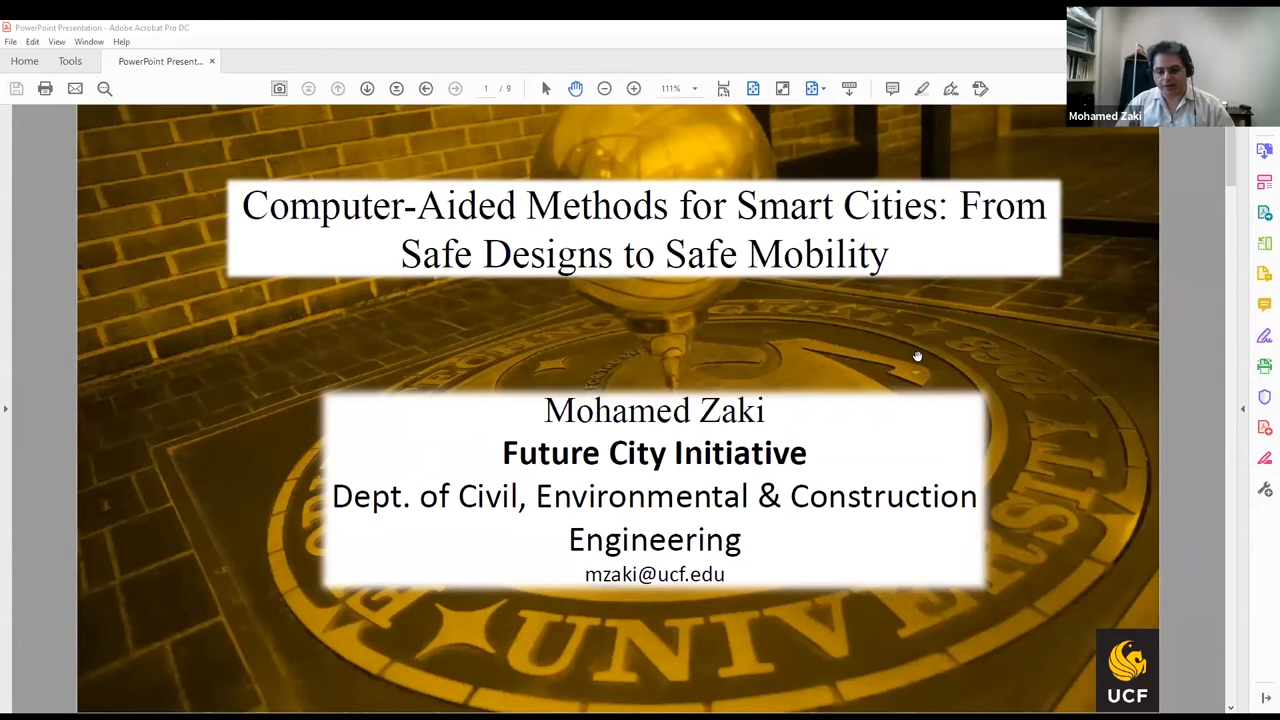 PowerPoint Presentation - Adobe Acrobat Pro DC
File Edit View Window Help
Home Tools PowerPoint Present... ×
1 / 9 111%
Mohamed Zaki
Computer-Aided Methods for Smart Cities: From
Safe Designs to Safe Mobility
Mohamed Zaki
Future City Initiative
Dept. of Civil, Environmental & Construction
Engineering
mzaki@ucf.edu
UNIVE
UCF